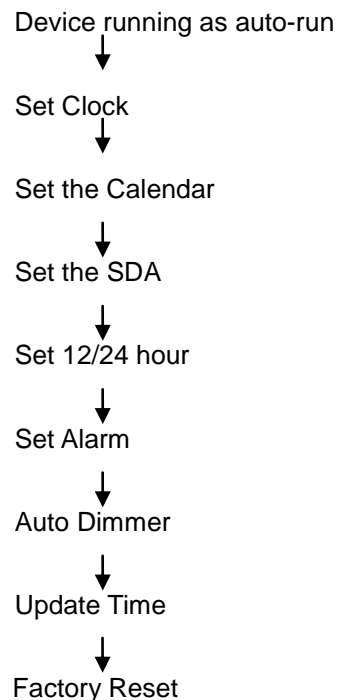 Device running as auto-run
Set Clock
Set the Calendar
Set the SDA
Set 12/24 hour
Set Alarm
Auto Dimmer
Update Time
Factory Reset